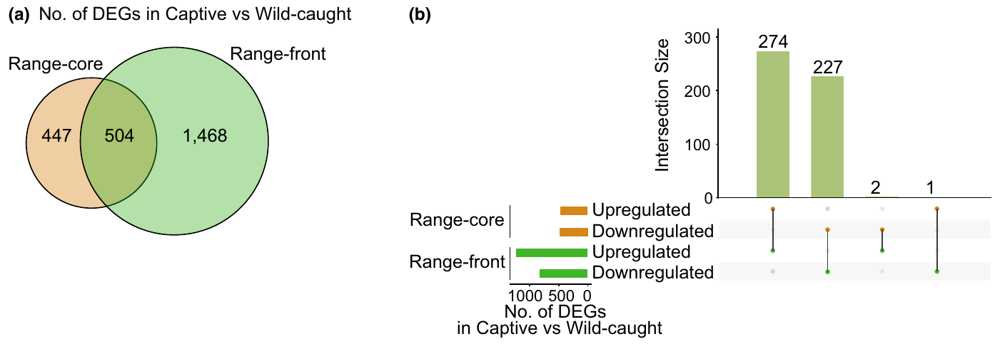 (a) No. of DEGs in Captive vs Wild-caught
Range-core
Range-front
447
504
1,468
(b)
Intersection Size
300
200
100
0
274
227
2
1
Range-core
Upregulated
Downregulated
Range-front
Upregulated
Downregulated
1000 500 0
No. of DEGs
in Captive vs Wild-caught